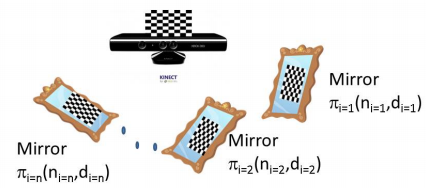 KINECT
Mirror
π_{i=1}(n_{i=1},d_{i=1})
Mirror
π_{i=2}(n_{i=2},d_{i=2})
Mirror
π_{i=n}(n_{i=n},d_{i=n})